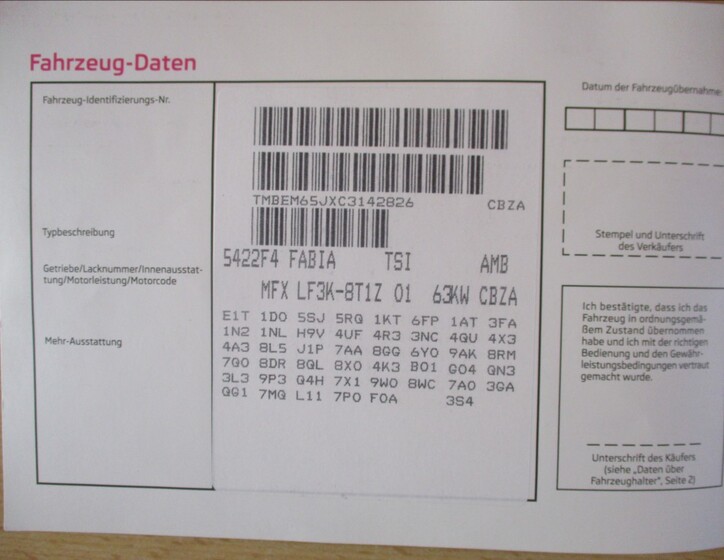 Fahrzeug-Daten
Fahrzeug-Identifizierungs-Nr.
TMBEM65JXC3142826 CBZA
Typbeschreibung
5422F4 FABIA TSI AMB
Getriebe/Lacknummer/Innenausstat-
tung/Motorleistung/Motorcode
MFX LF3K-8T1Z 01 63KW CBZA
Mehr-Ausstattung
E1T 1D0 5SJ 5RQ 1KT 6FP 1AT 3FA
1N2 1NL H9V 4UF 4R3 3NC 4QU 4X3
4A3 8L5 J1P 7AA 8GG 6Y0 9AK 8RM
7Q0 8DR 8QL 8X0 4K3 B01 G04 QN3
3L3 9P3 Q4H 7X1 9W0 8WC 7A0 3GA
QG1 7MQ L11 7P0 F0A 3S4
Datum der Fahrzeugübernahme:
Stempel und Unterschrift
des Verkäufers
Ich bestätige, dass ich das
Fahrzeug in ordnungsgemä-
ßem Zustand übernommen
habe und ich mit der richtigen
Bedienung und den Gewähr-
leistungsbedingungen vertraut
gemacht wurde.
Unterschrift des Käufers
(siehe „Daten über
Fahrzeughalter", Seite 2)